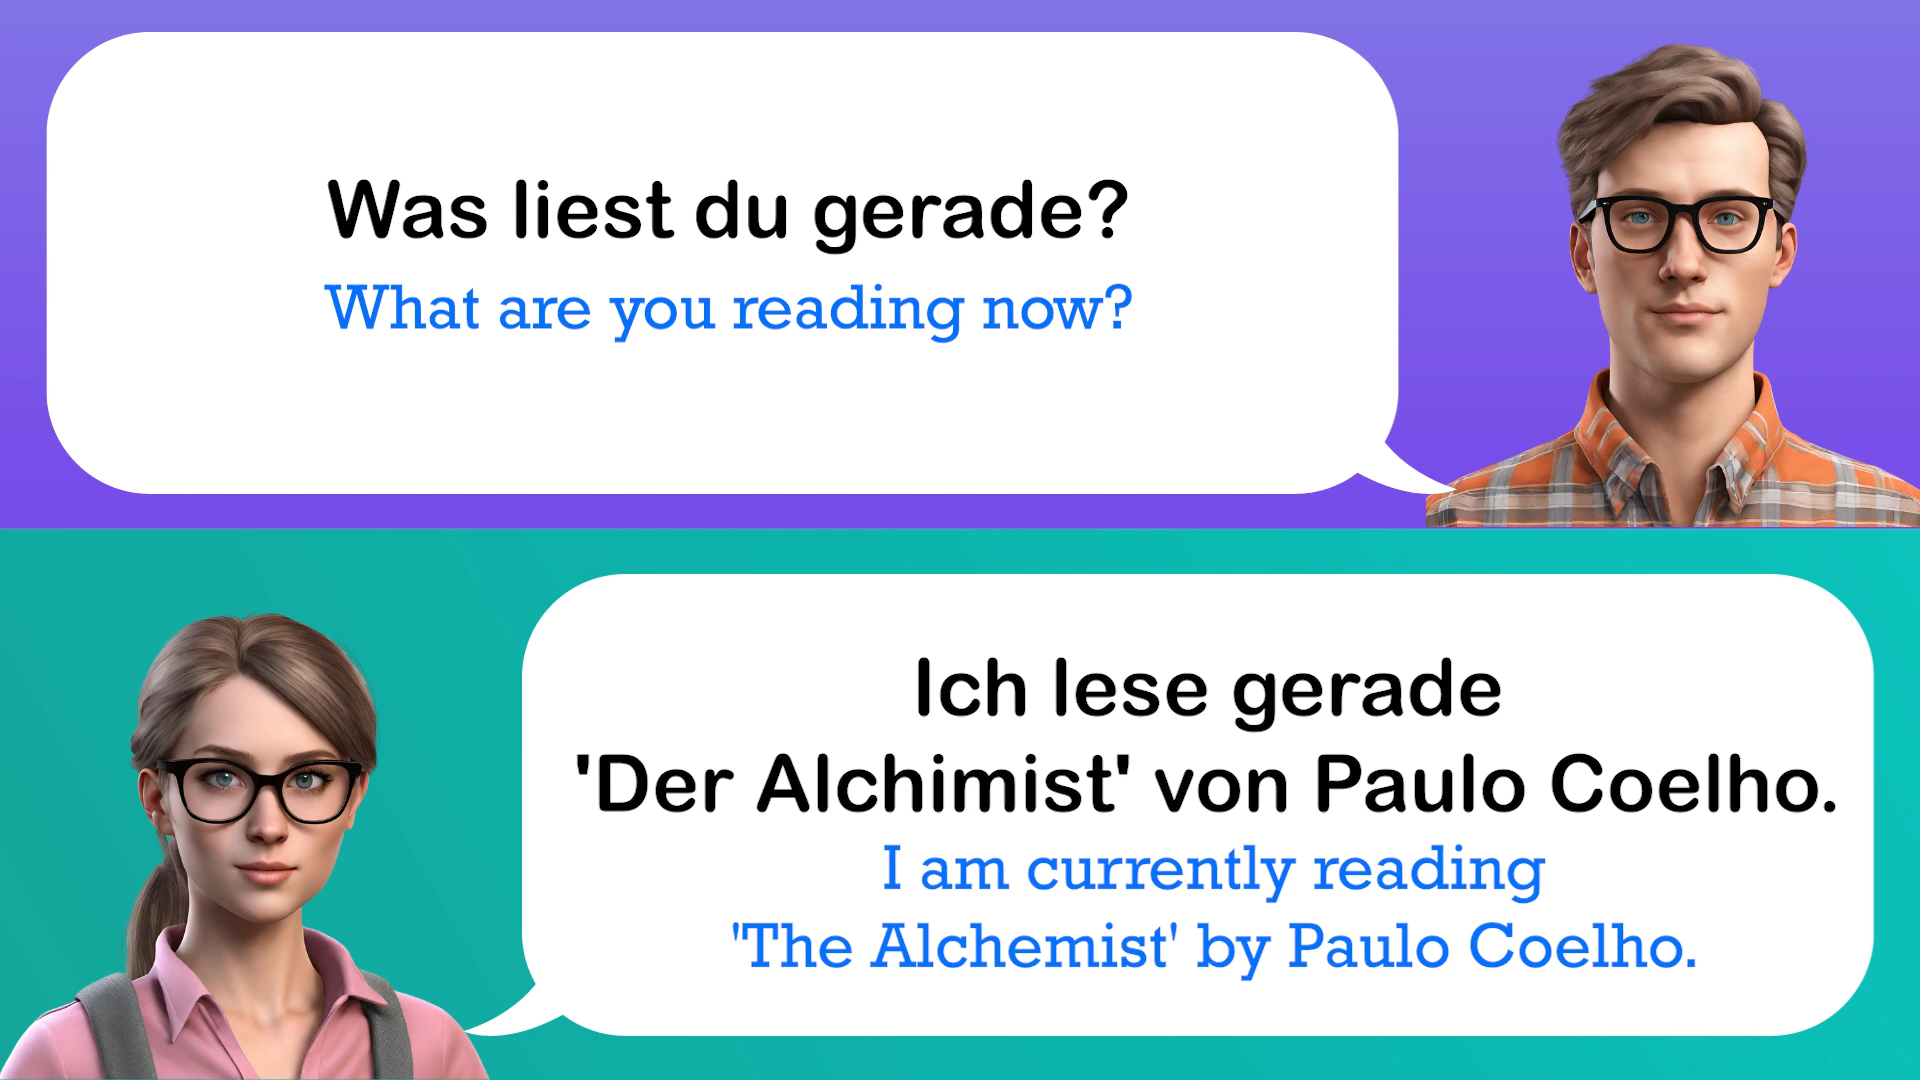 Was liest du gerade?
What are you reading now?
Ich lese gerade
'Der Alchimist' von Paulo Coelho.
I am currently reading
'The Alchemist' by Paulo Coelho.